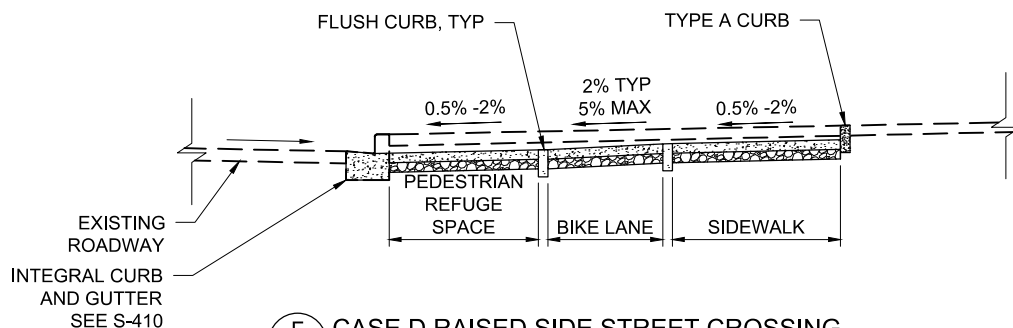 FLUSH CURB, TYP
TYPE A CURB
2% TYP
5% MAX
0.5% -2%
0.5% -2%
EXISTING
ROADWAY
INTEGRAL CURB
AND GUTTER
SEE S-410
PEDESTRIAN
REFUGE
SPACE
BIKE LANE
SIDEWALK
CASE D RAISED SIDE STREET CROSSING